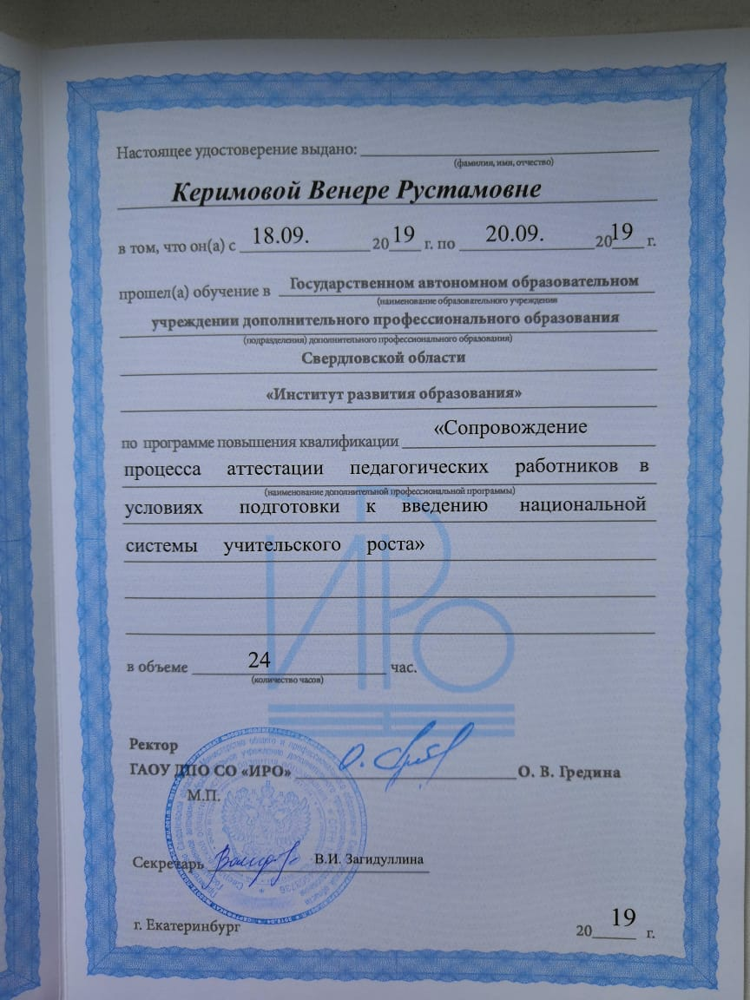 Настоящее удостоверение выдано:
(фамилия, имя, отчество)
Керимовой Венере Рустамовне
в том, что он(а) с 18.09. 2019 г. по 20.09. 2019 г.
прошел(а) обучение в Государственном автономном образовательном
(наименование образовательного учреждения
учреждении дополнительного профессионального образования
(подразделения) дополнительного профессионального образования)
Свердловской области
«Институт развития образования»
по программе повышения квалификации «Сопровождение
процесса аттестации педагогических работников в
(наименование дополнительной профессиональной программы)
условиях подготовки к введению национальной
системы учительского роста»
ИРО
в объеме 24 час.
(количество часов)
Ректор
ГАОУ ДПО СО «ИРО» О. В. Гредина
М.П.
Секретарь В.И. Загидуллина
г. Екатеринбург
2019 г.